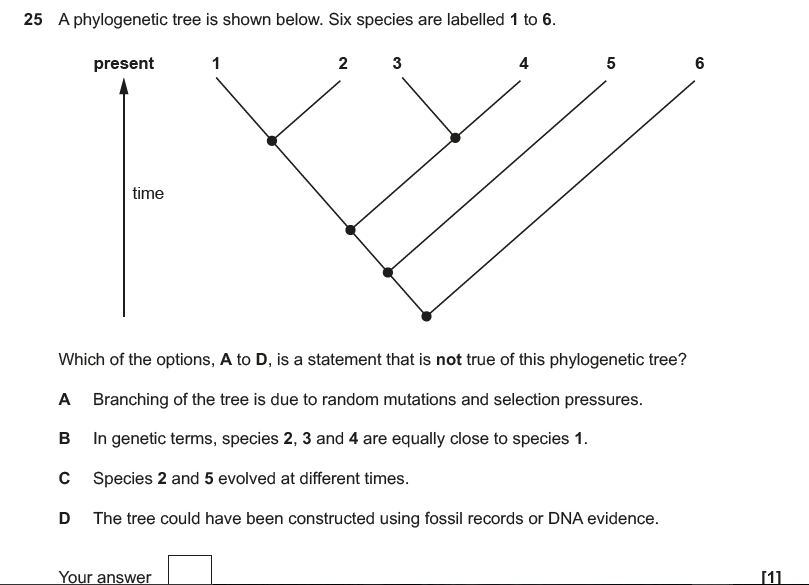 25 A phylogenetic tree is shown below. Six species are labelled 1 to 6.
present 1 2 3 4 5 6
time
Which of the options, A to D, is a statement that is not true of this phylogenetic tree?
A Branching of the tree is due to random mutations and selection pressures.
B In genetic terms, species 2, 3 and 4 are equally close to species 1.
C Species 2 and 5 evolved at different times.
D The tree could have been constructed using fossil records or DNA evidence.
Your answer [1]